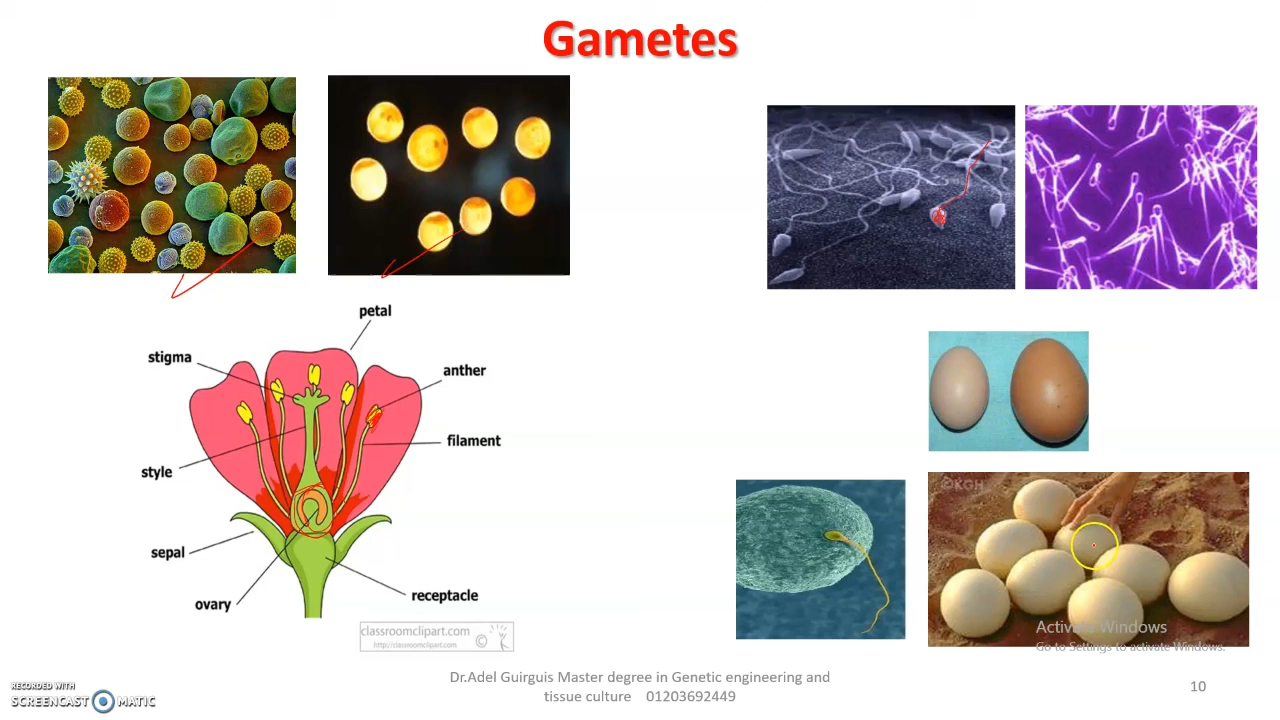 Gametes
petal
stigma
anther
filament
style
sepal
ovary
receptacle
classroomclipart.com
©
http://classroomclipart.com
©KGH
Activate Windows
Go to Settings to activate Windows.
Dr.Adel Guirguis Master degree in Genetic engineering and
tissue culture 01203692449
10
RECORDED WITH
SCREENCAST MATIC